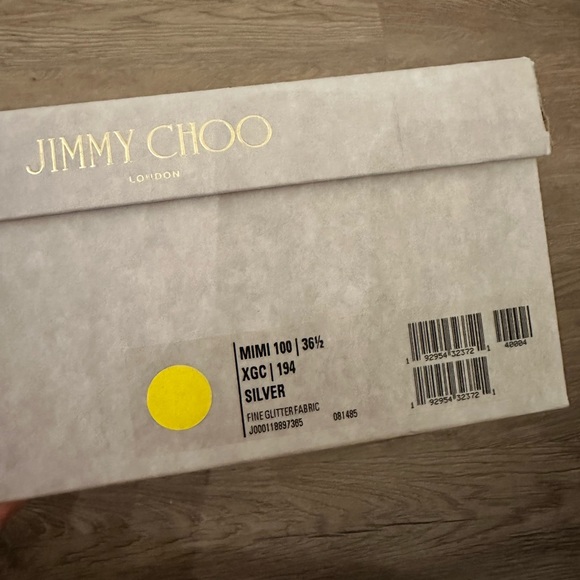 JIMMY CHOO
LONDON
MIMI 100 | 36½
XGC | 194
SILVER
FINE GLITTER FABRIC
J000118897365 081485
1 92954 32372 1
40004
1 92954 32372 1